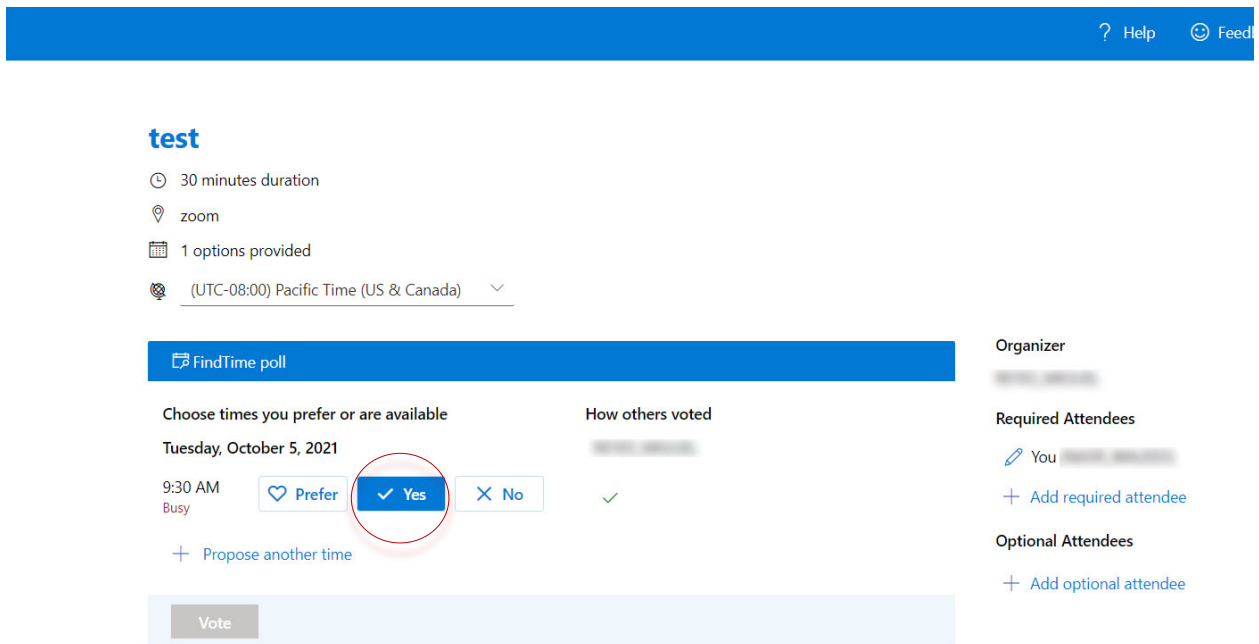 ? Help
Feedb
test
30 minutes duration
zoom
1 options provided
(UTC-08:00) Pacific Time (US & Canada)
FindTime poll
Choose times you prefer or are available
How others voted
Tuesday, October 5, 2021
9:30 AM
Busy
Prefer
Yes
No
Propose another time
Vote
Organizer
Required Attendees
You
Add required attendee
Optional Attendees
Add optional attendee